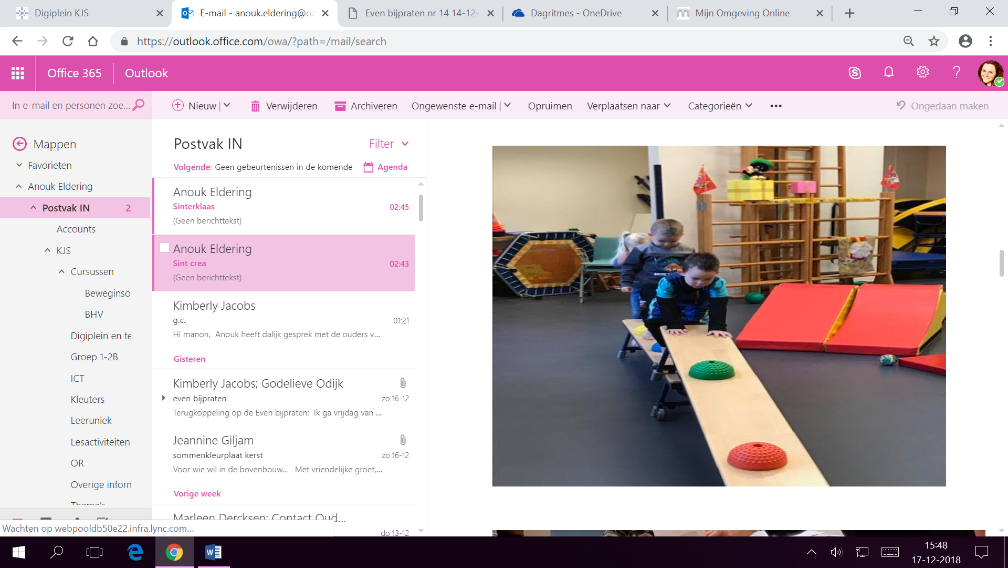 Digiplein KJS
E-mail - anouk.eldering@o
Even bijpraten nr 14 14-12-
Dagritmes - OneDrive
Mijn Omgeving Online
https://outlook.office.com/owa/?path=/mail/search
Office 365
Outlook
In e-mail en personen zoe...
Nieuw
Verwijderen
Archiveren
Ongewenste e-mail
Opruimen
Verplaatsen naar
Categorieën
Ongedaan maken
Mappen
Favorieten
Anouk Eldering
Postvak IN 2
Accounts
KJS
Cursussen
Beweginso
BHV
Digiplein en te
Groep 1-2B
ICT
Kleuters
Leeruniek
Lesactiviteiten
OR
Overige inforn
Thema's
Wachten op webpooldb50e22.infra.lync.com...
Postvak IN
Filter
Volgende: Geen gebeurtenissen in de komende
Agenda
Anouk Eldering
Sinterklaas 02:45
(Geen berichttekst)
Anouk Eldering
Sint crea 02:43
(Geen berichttekst)
Kimberly Jacobs
g.c. 01:21
Hi manon, Anouk heeft dalijk gesprek met de ouders v...
Gisteren
Kimberly Jacobs; Godelieve Odijk
even bijpraten zo 16-12
Terugkoppeling op de Even bijpraten: Ik ga vrijdag van ...
Jeannine Giljam
sommenkleurplaat kerst zo 16-12
Voor wie wil in de bovenbouw... Met vriendelijke groet,...
Vorige week
Marleen Dercksen; Contact Oud...
do 13-12
15:48
17-12-2018